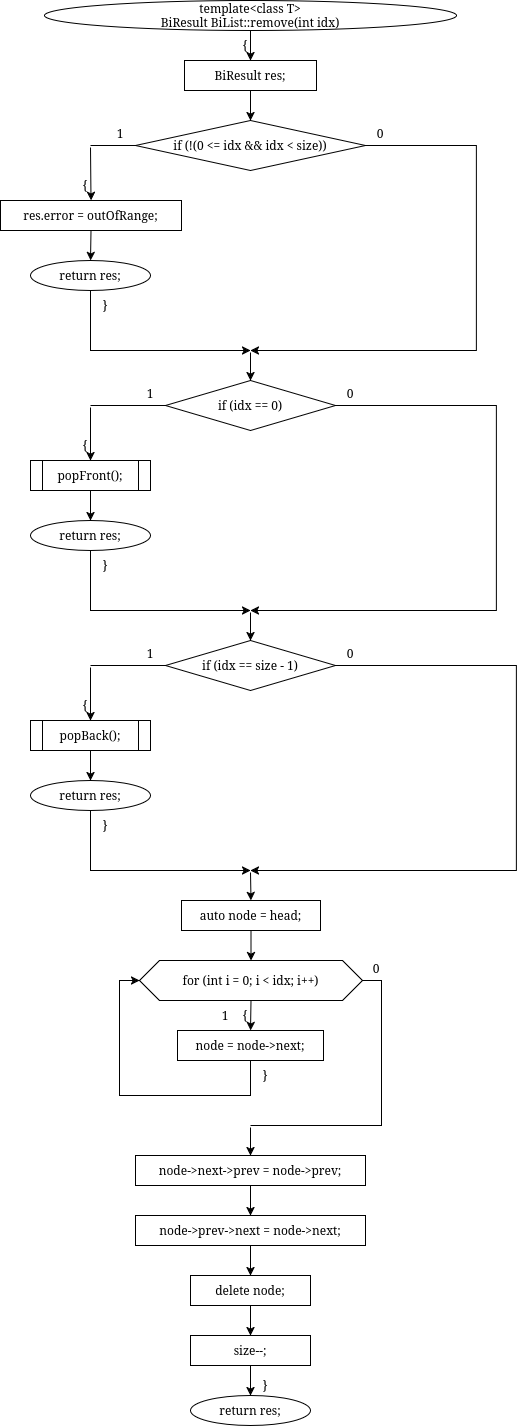 template<class T>
BiResult BiList::remove(int idx)
{
BiResult res;
1
0
if (!(0 <= idx && idx < size))
{
res.error = outOfRange;
return res;
}
1
0
if (idx == 0)
{
popFront();
return res;
}
1
0
if (idx == size - 1)
{
popBack();
return res;
}
auto node = head;
0
for (int i = 0; i < idx; i++)
1
{
node = node->next;
}
node->next->prev = node->prev;
node->prev->next = node->next;
delete node;
size--;
}
return res;